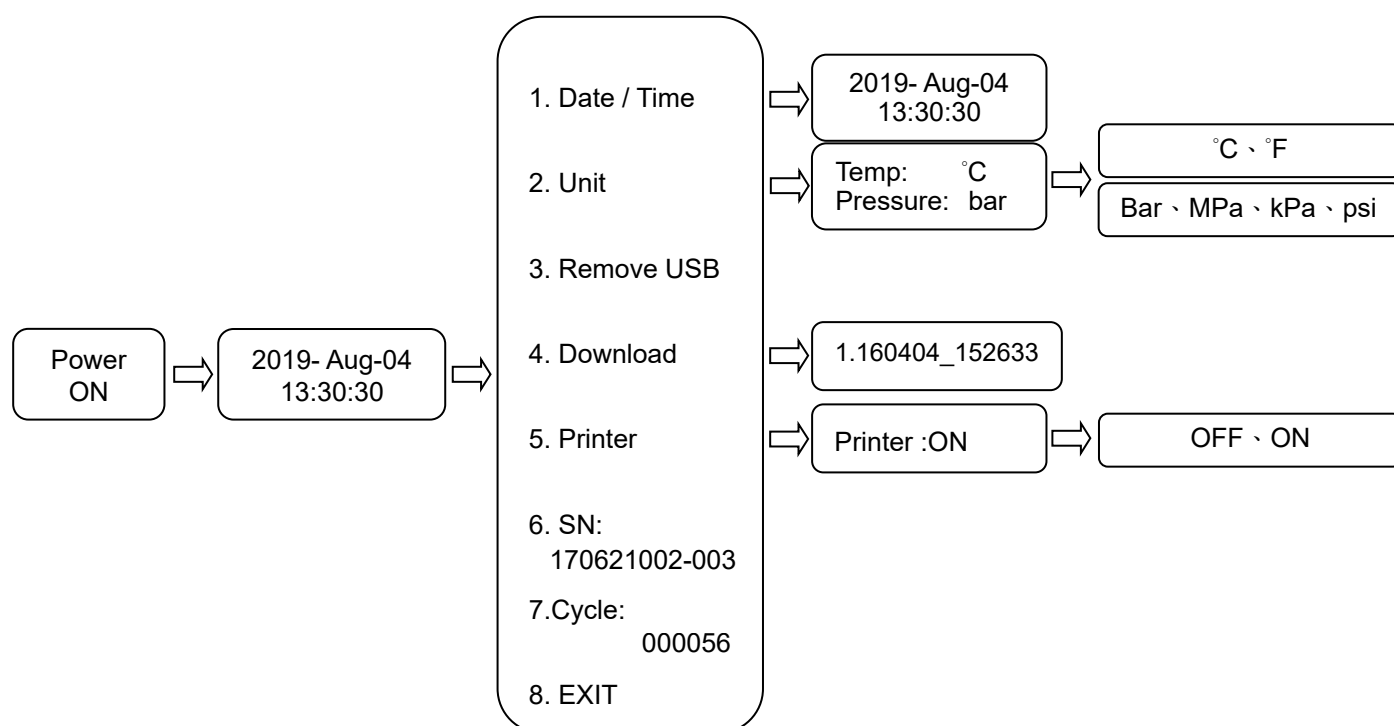 Power
ON
2019- Aug-04
13:30:30
1. Date / Time
2019- Aug-04
13:30:30
2. Unit
Temp: °C
Pressure: bar
°C、°F
Bar、MPa、kPa、psi
3. Remove USB
4. Download
1.160404_152633
5. Printer
Printer :ON
OFF、ON
6. SN:
170621002-003
7.Cycle:
000056
8. EXIT